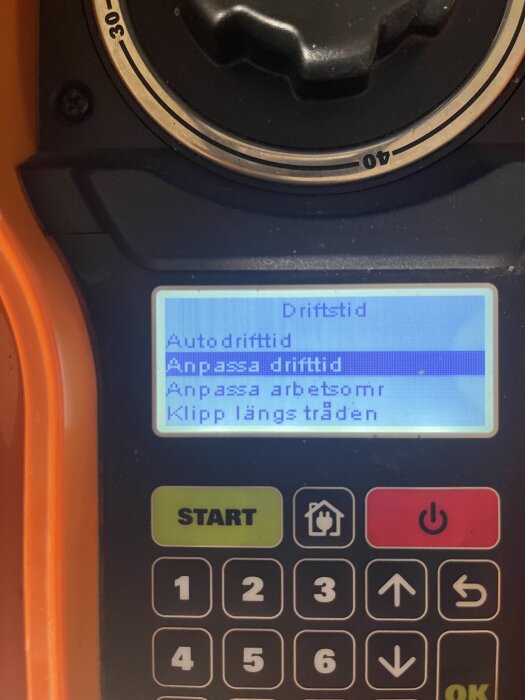 30
40
Driftstid
Autodrifttid
Anpassa drifttid
Anpassa arbetsomr
Klipp längs tråden
START
1 2 3
4 5 6
OK